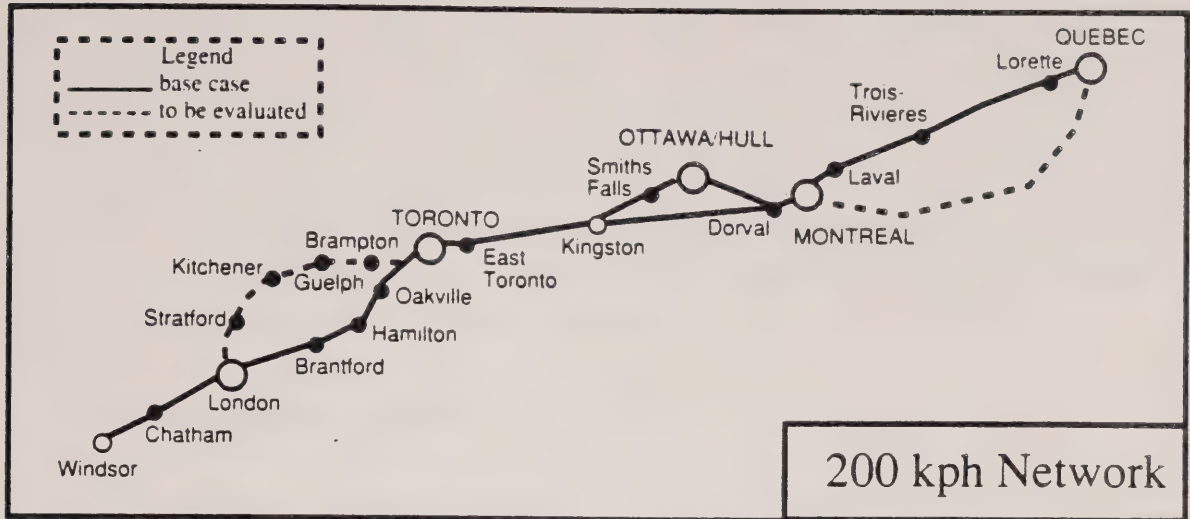 Legend
base case
to be evaluated
QUEBEC
Lorette
Trois-
Rivieres
OTTAWA/HULL
Smiths
Falls
Laval
TORONTO
Kingston
Dorval
MONTREAL
Brampton
Kitchener
Guelph
East
Toronto
Oakville
Stratford
Hamilton
Brantford
London
Chatham
Windsor
200 kph Network